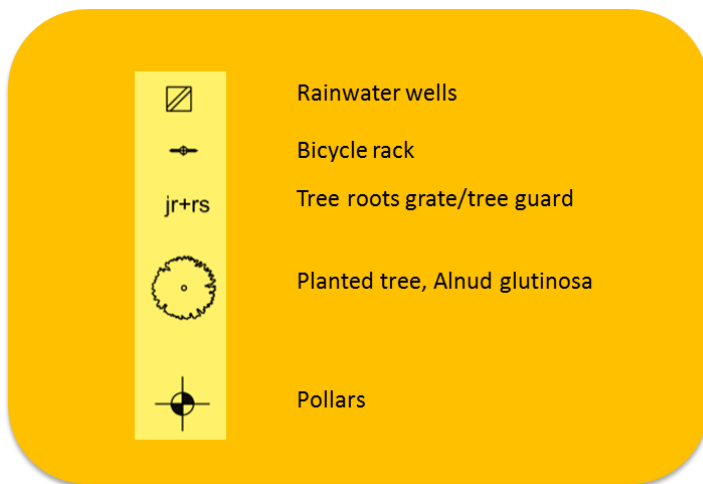 Rainwater wells
Bicycle rack
jr+rs Tree roots grate/tree guard
Planted tree, Alnud glutinosa
Pollars